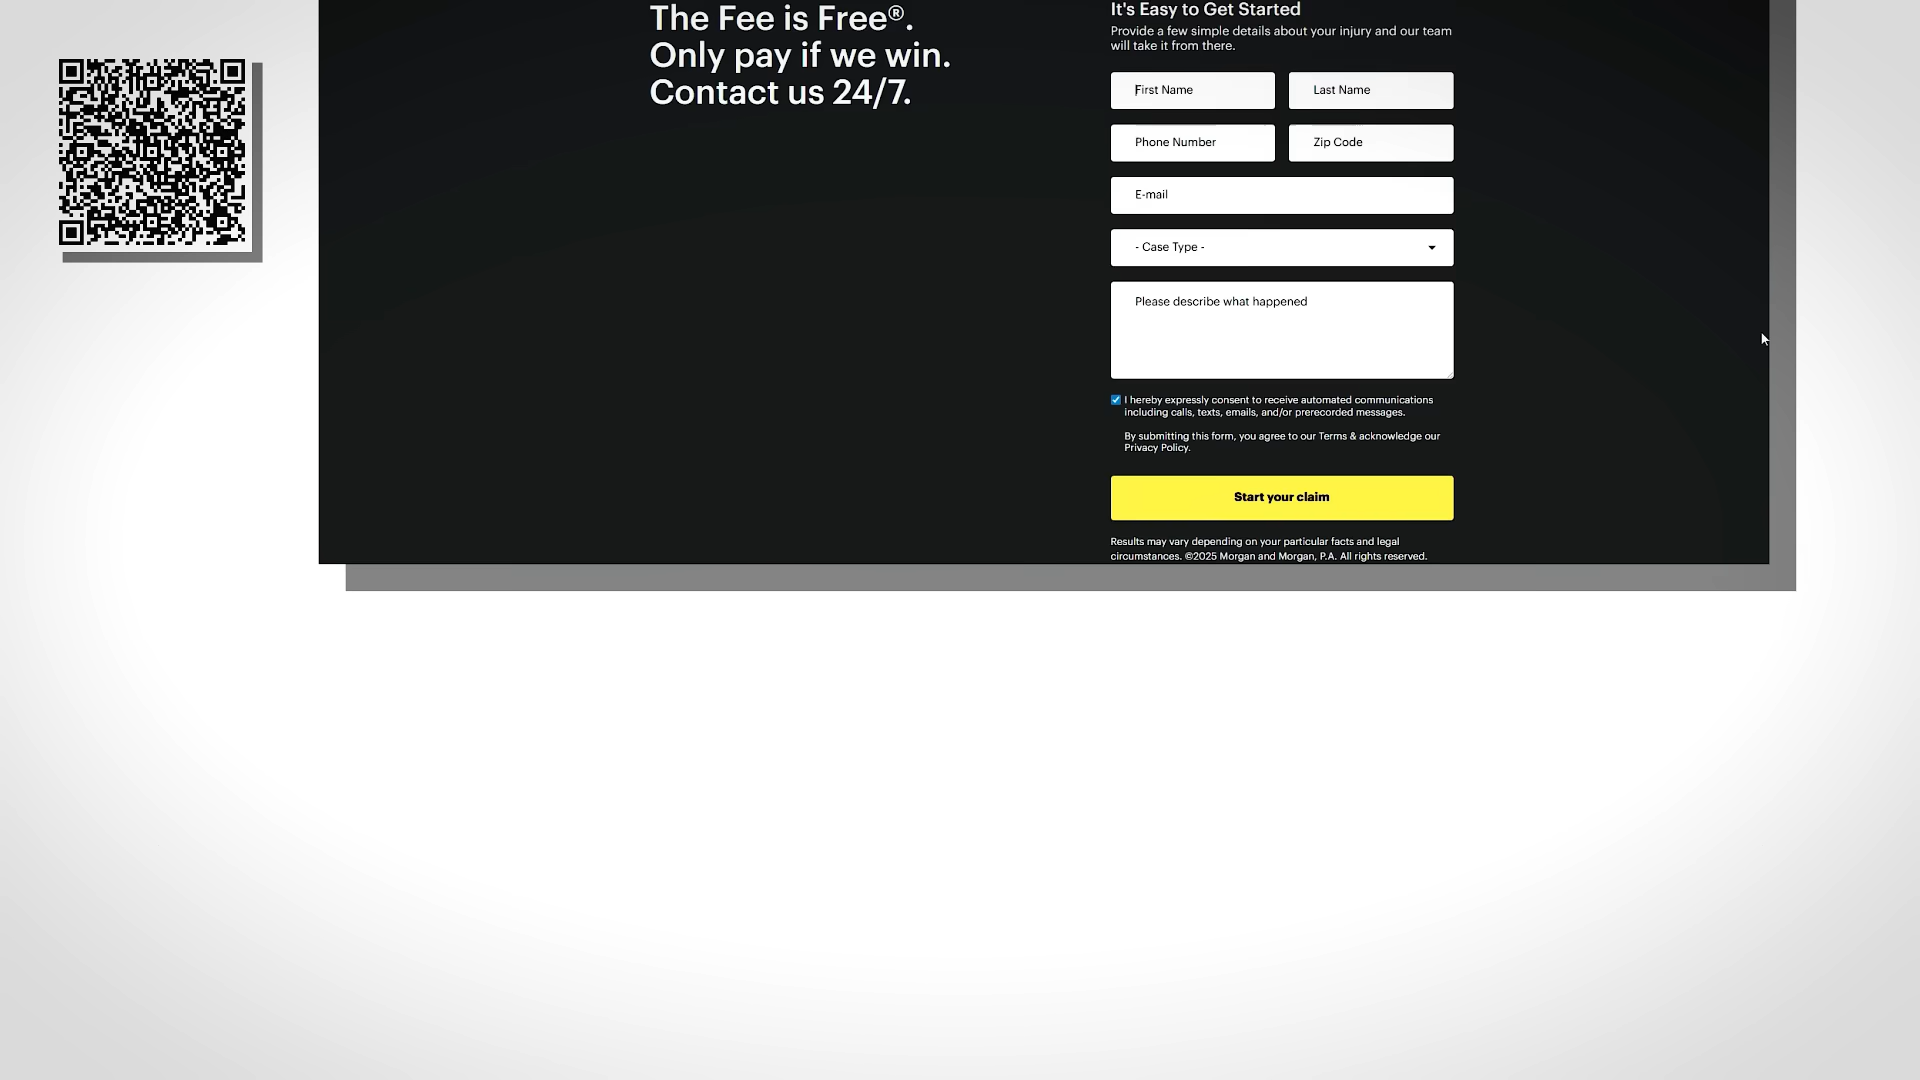 The Fee is Free®.
Only pay if we win.
Contact us 24/7.
It's Easy to Get Started
Provide a few simple details about your injury and our team
will take it from there.
First Name
Last Name
Phone Number
Zip Code
E-mail
- Case Type -
Please describe what happened
I hereby expressly consent to receive automated communications
including calls, texts, emails, and/or prerecorded messages.
By submitting this form, you agree to our Terms & acknowledge our
Privacy Policy.
Start your claim
Results may vary depending on your particular facts and legal
circumstances. ©2025 Morgan and Morgan, P.A. All rights reserved.